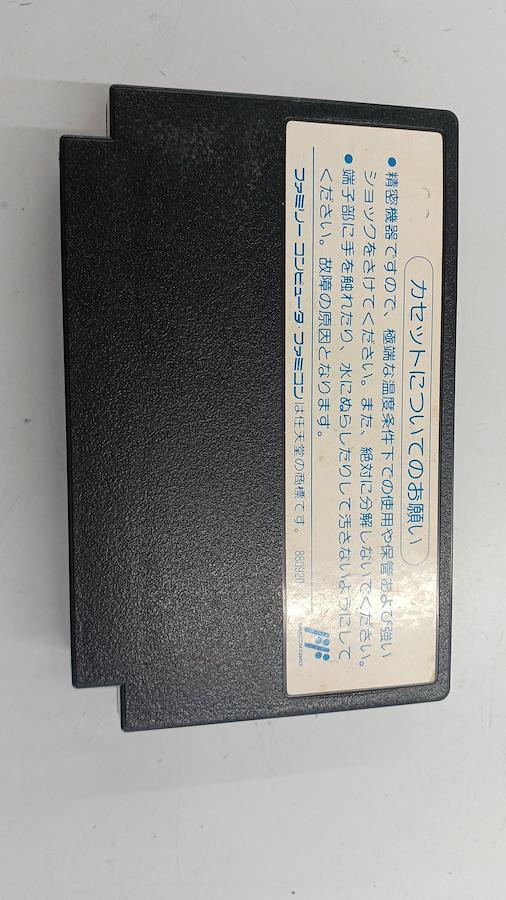 カセットについてのお願い
●精密機器ですので、極端な温度条件下での使用や保管および強い
ショックをさけてください。また、絶対に分解しないでください。
●端子部に手を触れたり、水にぬらしたりして汚さないようにして
ください。故障の原因となります。
ファミリーコンピュータ・ファミコンは任天堂の商標です。 880920
FAMICOM FAMILY